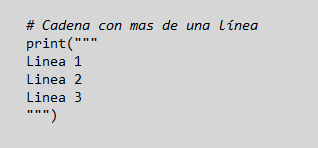 # Cadena con mas de una línea
print("""
Linea 1
Linea 2
Linea 3
""")